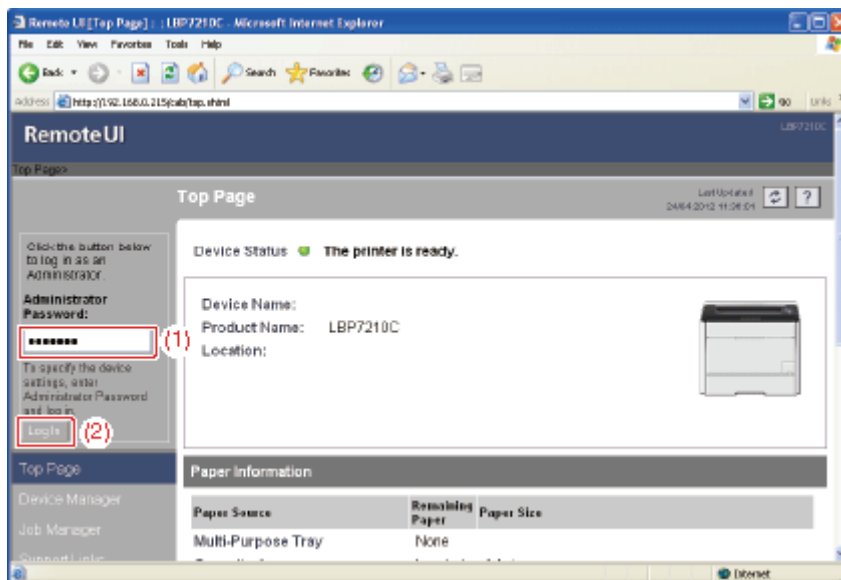 Remote UI [Top Page] : : LBP7210C - Microsoft Internet Explorer
File Edit View Favorites Tools Help
Back Search Favorites
Address http://192.168.0.215/cab/top.shtml Go Links
Remote UI
LBP7210C
Top Page>
Top Page
Last Updated
24/04/2012 11:36:01
?
Click the button below
to log in as an
Administrator.
Administrator
Password:
•••••••
(1)
To specify the device
settings, enter
Administrator Password
and log in.
Log In
(2)
Top Page
Device Manager
Job Manager
Support Links
Device Status The printer is ready.
Device Name:
Product Name: LBP7210C
Location:
Paper Information
Paper Source Remaining Paper Paper Size
Multi-Purpose Tray None
Internet